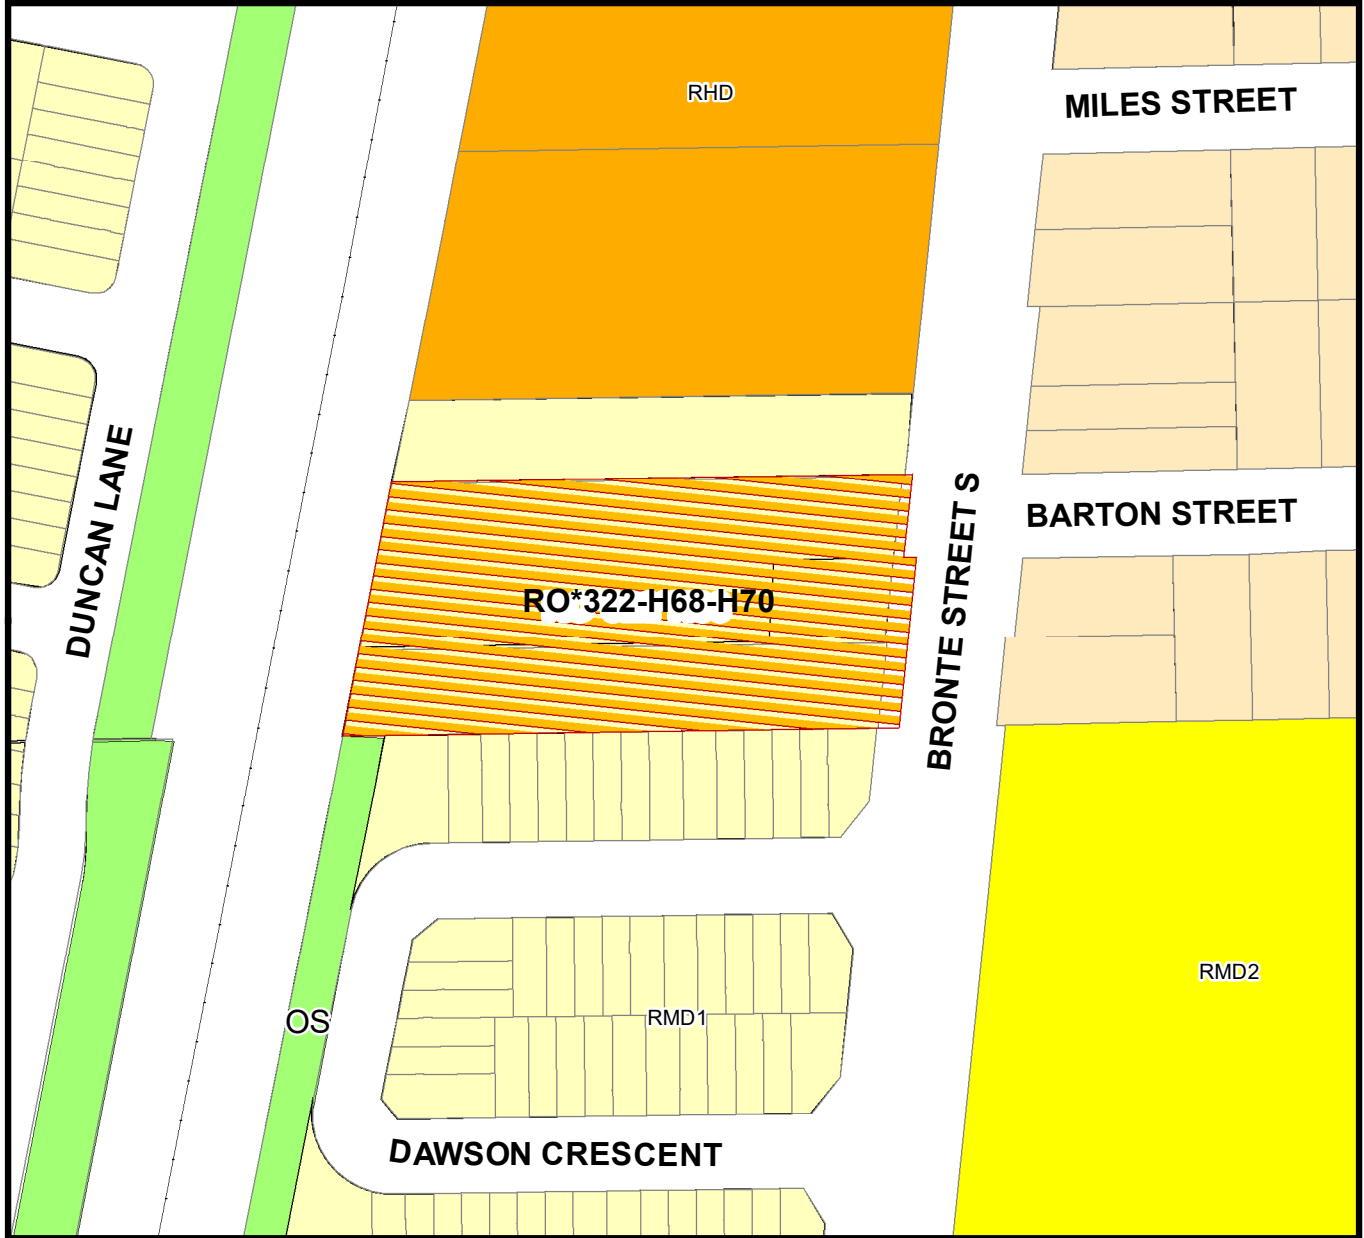 RHD
MILES STREET
DUNCAN LANE
BRONTE STREET S
BARTON STREET
RO*322-H68-H70
RMD2
OS
RMD1
DAWSON CRESCENT